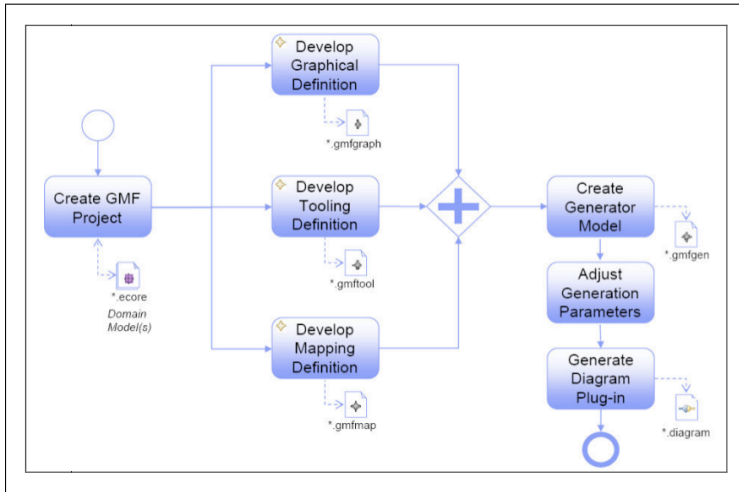 Develop
Graphical
Definition
*.gmfgraph
Create GMF
Project
*.ecore
Domain
Model(s)
Develop
Tooling
Definition
*.gmftool
Develop
Mapping
Definition
*.gmfmap
Create
Generator
Model
*.gmfgen
Adjust
Generation
Parameters
Generate
Diagram
Plug-in
*.diagram